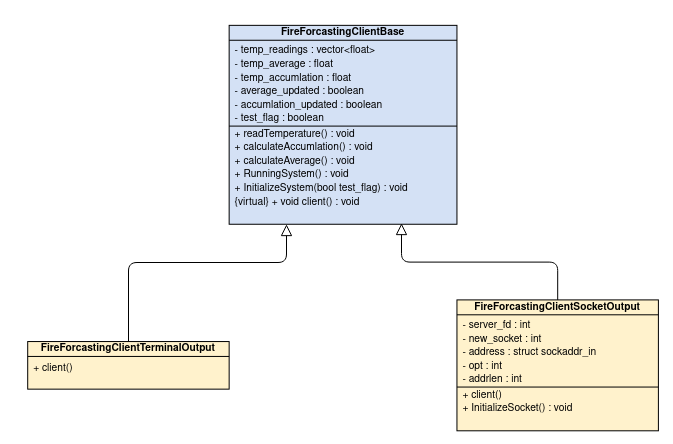 FireForcastingClientBase
- temp_readings : vector<float>
- temp_average : float
- temp_accumlation : float
- average_updated : boolean
- accumlation_updated : boolean
- test_flag : boolean
+ readTemperature() : void
+ calculateAccumlation() : void
+ calculateAverage() : void
+ RunningSystem() : void
+ InitializeSystem(bool test_flag) : void
{virtual} + void client() : void
FireForcastingClientTerminalOutput
+ client()
FireForcastingClientSocketOutput
- server_fd : int
- new_socket : int
- address : struct sockaddr_in
- opt : int
- addrlen : int
+ client()
+ InitializeSocket() : void